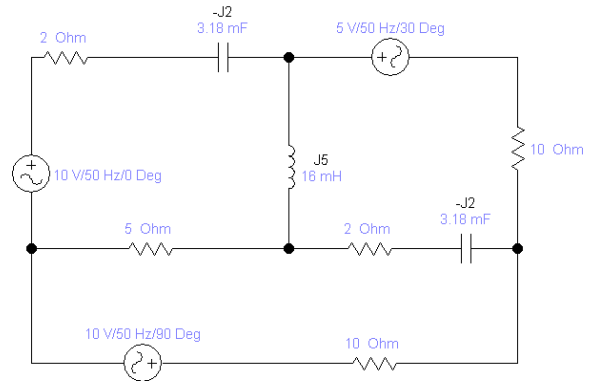 -J2
2 Ohm
3.18 mF
5 V/50 Hz/30 Deg
+
+
10 V/50 Hz/0 Deg
J5
16 mH
10 Ohm
-J2
3.18 mF
5 Ohm
2 Ohm
10 V/50 Hz/90 Deg
10 Ohm
+